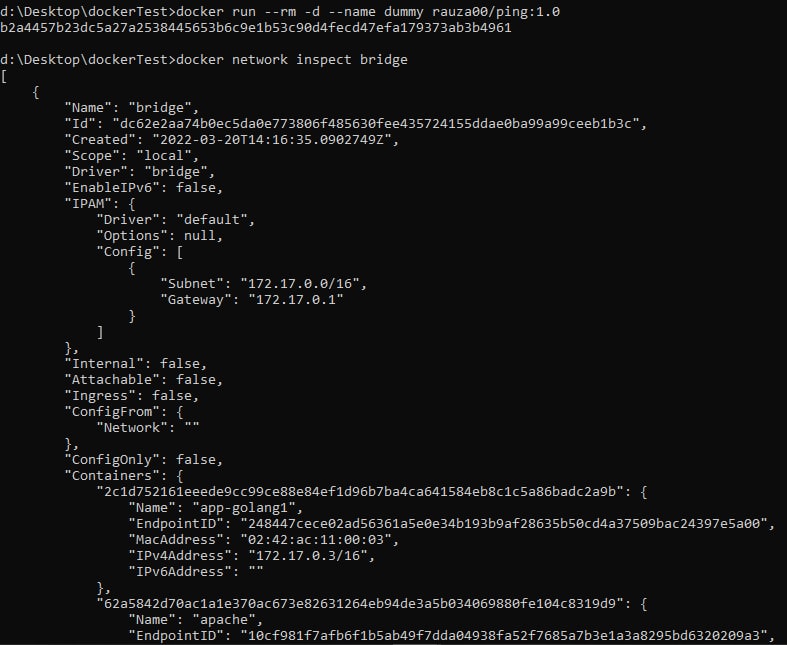 d:\Desktop\dockerTest>docker run --rm -d --name dummy rauza00/ping:1.0
b2a4457b23dc5a27a2538445653b6c9e1b53c90d4fecd47efa179373ab3b4961

d:\Desktop\dockerTest>docker network inspect bridge
[
    {
        "Name": "bridge",
        "Id": "dc62e2aa74b0ec5da0e773806f485630fee435724155ddae0ba99a99ceeb1b3c",
        "Created": "2022-03-20T14:16:35.0902749Z",
        "Scope": "local",
        "Driver": "bridge",
        "EnableIPv6": false,
        "IPAM": {
            "Driver": "default",
            "Options": null,
            "Config": [
                {
                    "Subnet": "172.17.0.0/16",
                    "Gateway": "172.17.0.1"
                }
            ]
        },
        "Internal": false,
        "Attachable": false,
        "Ingress": false,
        "ConfigFrom": {
            "Network": ""
        },
        "ConfigOnly": false,
        "Containers": {
            "2c1d752161eeede9cc99ce88e84ef1d96b7ba4ca641584eb8c1c5a86badc2a9b": {
                "Name": "app-golang1",
                "EndpointID": "248447cece02ad56361a5e0e34b193b9af28635b50cd4a37509bac24397e5a00",
                "MacAddress": "02:42:ac:11:00:03",
                "IPv4Address": "172.17.0.3/16",
                "IPv6Address": ""
            },
            "62a5842d70ac1a1e370ac673e82631264eb94de3a5b034069880fe104c8319d9": {
                "Name": "apache",
                "EndpointID": "10cf981f7afb6f1b5ab49f7dda04938fa52f7685a7b3e1a3a8295bd6320209a3",